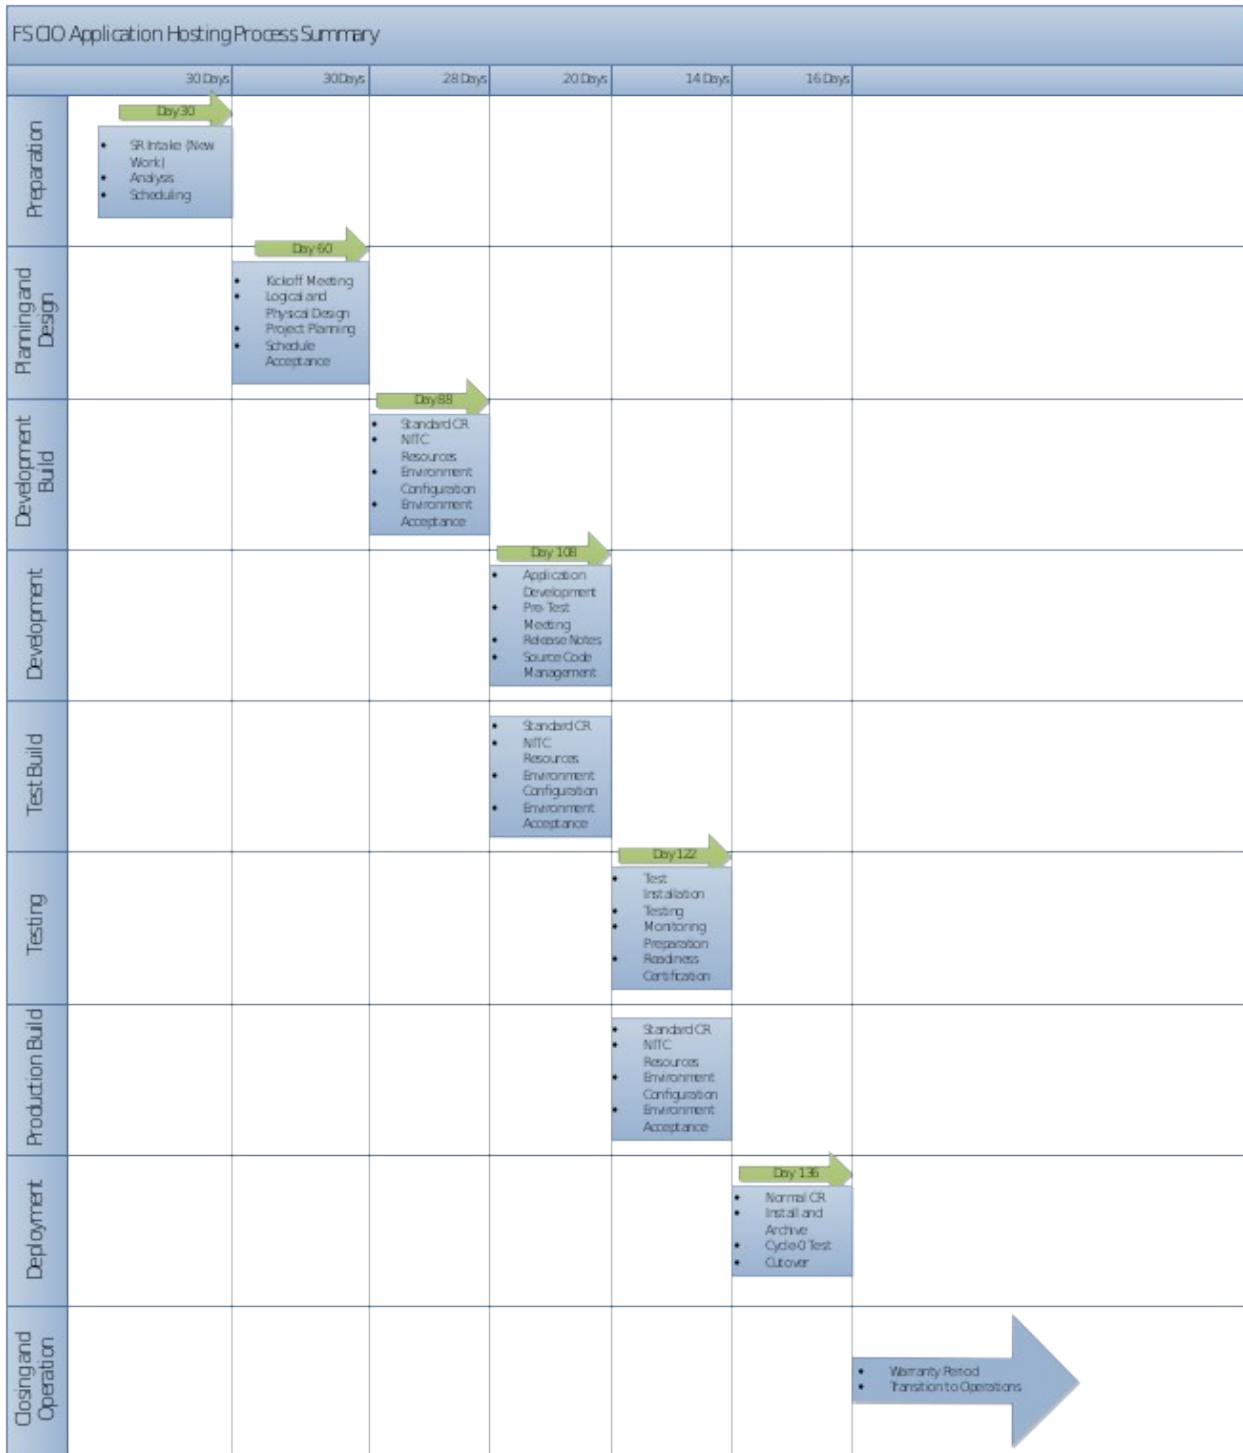 FS CIO Application Hosting Process Summary
30 Days
30 Days
28 Days
20 Days
14 Days
16 Days
Preparation
Day 30
• SR Intake (New
Work)
• Analysis
• Scheduling
Planning and
Design
Day 60
• Kickoff Meeting
• Logical and
Physical Design
• Project Planning
• Schedule
Acceptance
Development
Build
Day 88
• Standard CR
• NITC
Resources
• Environment
Configuration
• Environment
Acceptance
Development
Day 108
• Application
Development
• Pre-Test
Meeting
• Release Notes
• Source Code
Management
Test Build
• Standard CR
• NITC
Resources
• Environment
Configuration
• Environment
Acceptance
Testing
Day 122
• Test
Installation
• Testing
• Monitoring
Preparation
• Readiness
Certification
Production Build
• Standard CR
• NITC
Resources
• Environment
Configuration
• Environment
Acceptance
Deployment
Day 136
• Normal CR
• Install and
Archive
• Cycle-0 Test
• Cutover
Closing and
Operation
• Warranty Period
• Transition to Operations